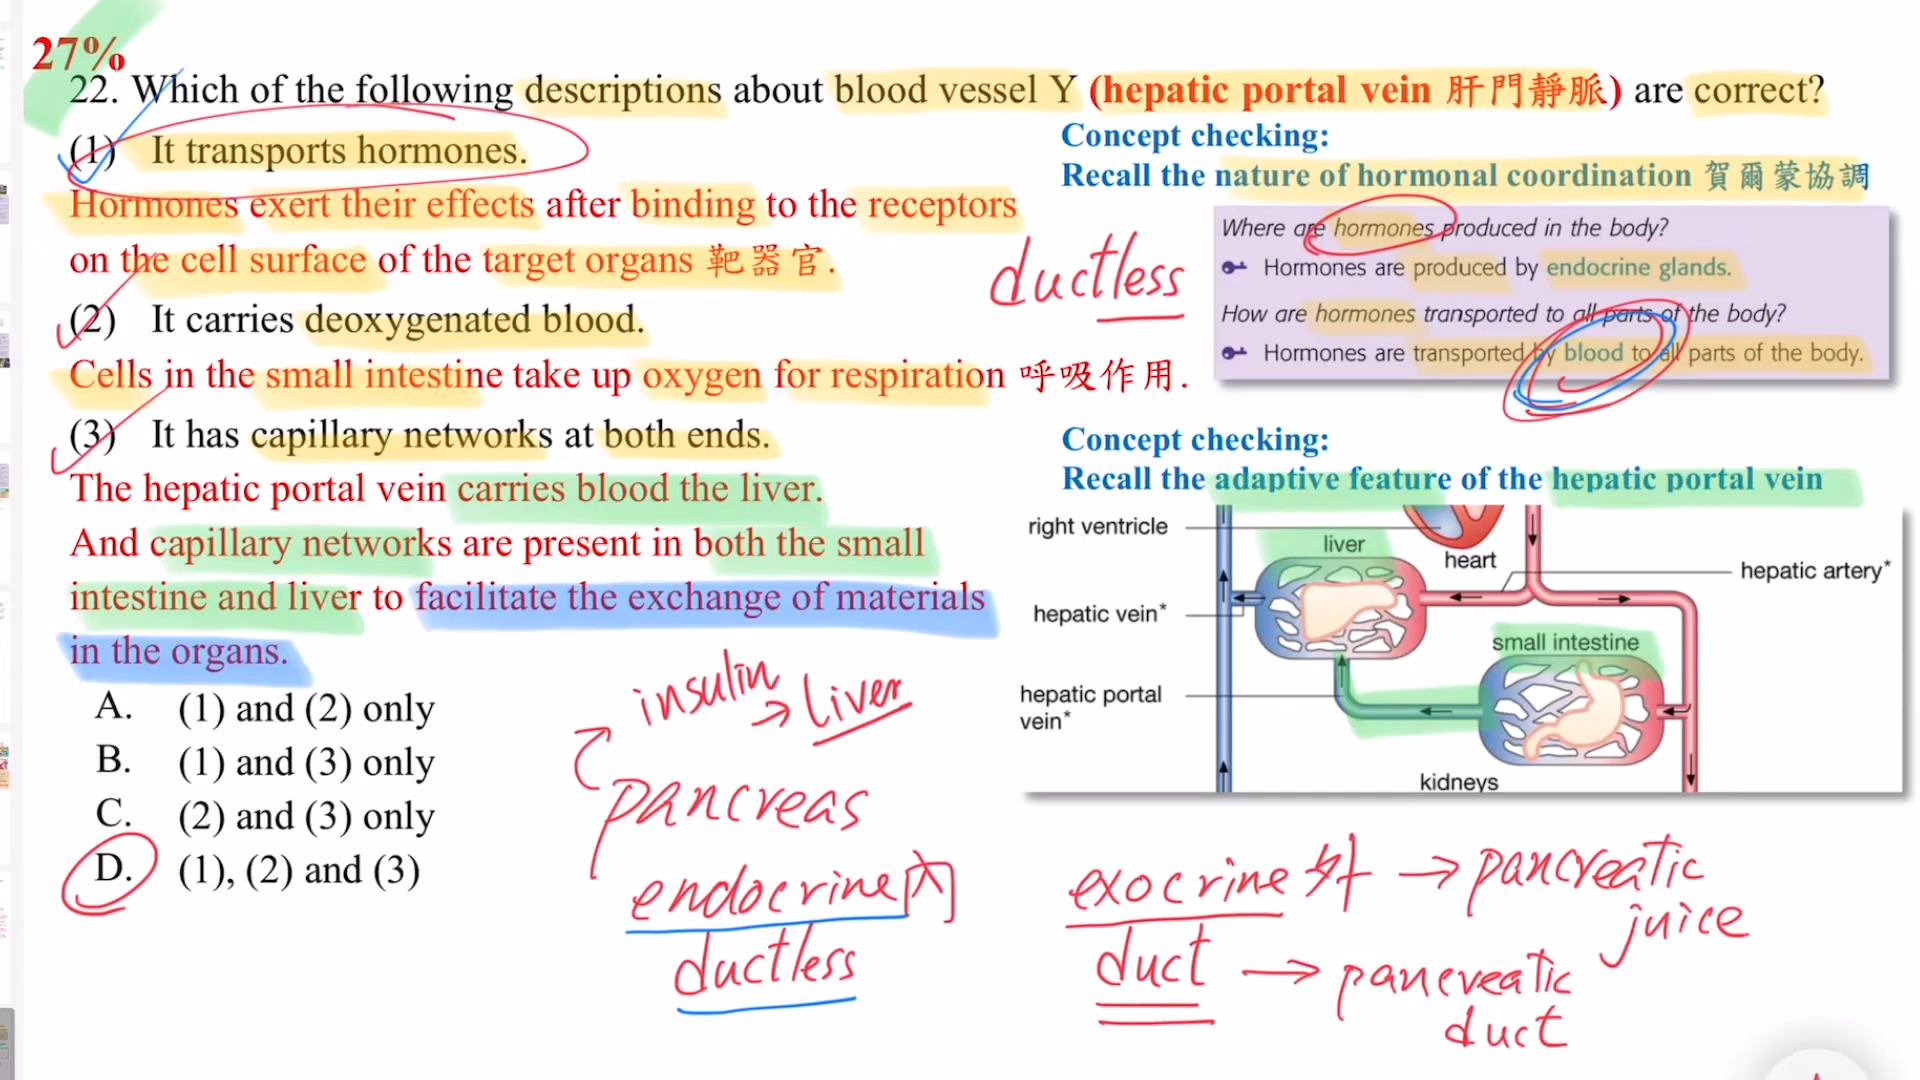 27%
22. Which of the following descriptions about blood vessel Y (hepatic portal vein 肝門靜脈) are correct?
(1) It transports hormones.
Hormones exert their effects after binding to the receptors
on the cell surface of the target organs 靶器官.
(2) It carries deoxygenated blood.
Cells in the small intestine take up oxygen for respiration 呼吸作用.
(3) It has capillary networks at both ends.
The hepatic portal vein carries blood the liver.
And capillary networks are present in both the small
intestine and liver to facilitate the exchange of materials
in the organs.
A. (1) and (2) only
B. (1) and (3) only
C. (2) and (3) only
D. (1), (2) and (3)
Concept checking:
Recall the nature of hormonal coordination 賀爾蒙協調
ductless
Where are hormones produced in the body?
Hormones are produced by endocrine glands.
How are hormones transported to all parts of the body?
Hormones are transported by blood to all parts of the body.
Concept checking:
Recall the adaptive feature of the hepatic portal vein
right ventricle
liver
heart
hepatic artery*
hepatic vein*
small intestine
hepatic portal
vein*
kidneys
insulin
→ liver
pancreas
endocrine 內
ductless
exocrine 外 → pancreatic
juice
duct → pancreatic
duct